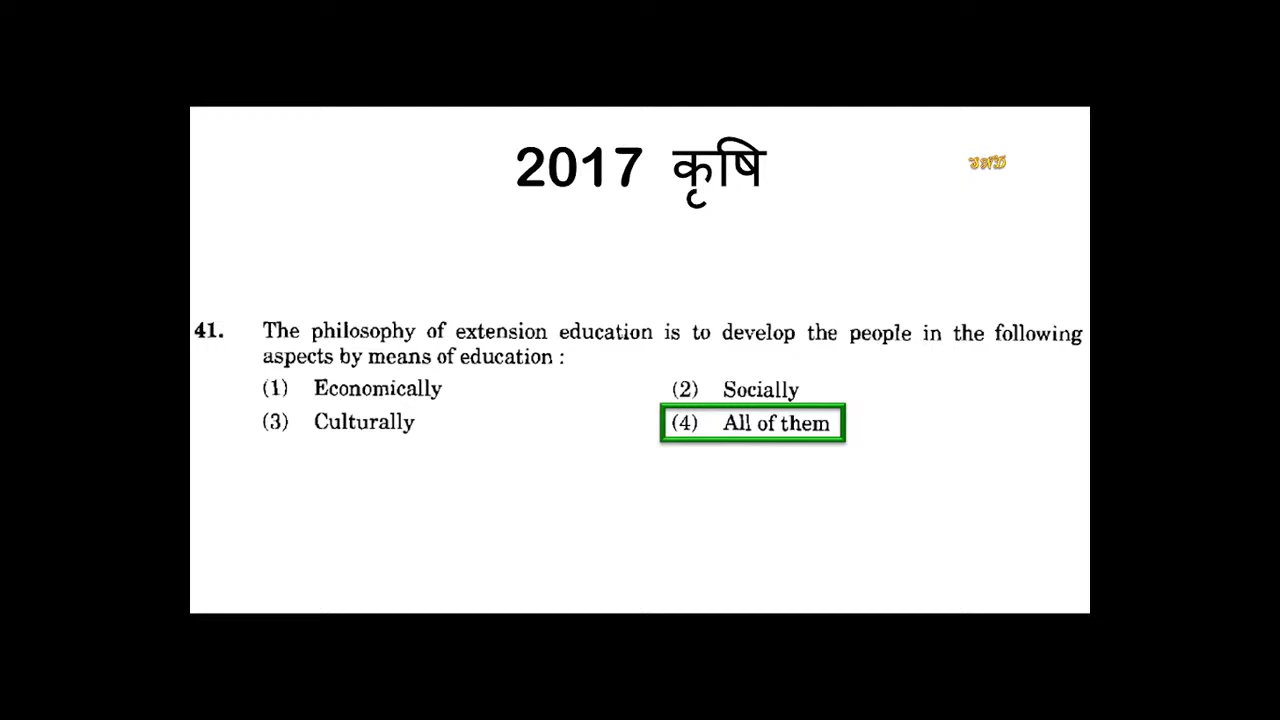 2017 कृषि
41. The philosophy of extension education is to develop the people in the following
aspects by means of education :
(1) Economically (2) Socially
(3) Culturally (4) All of them